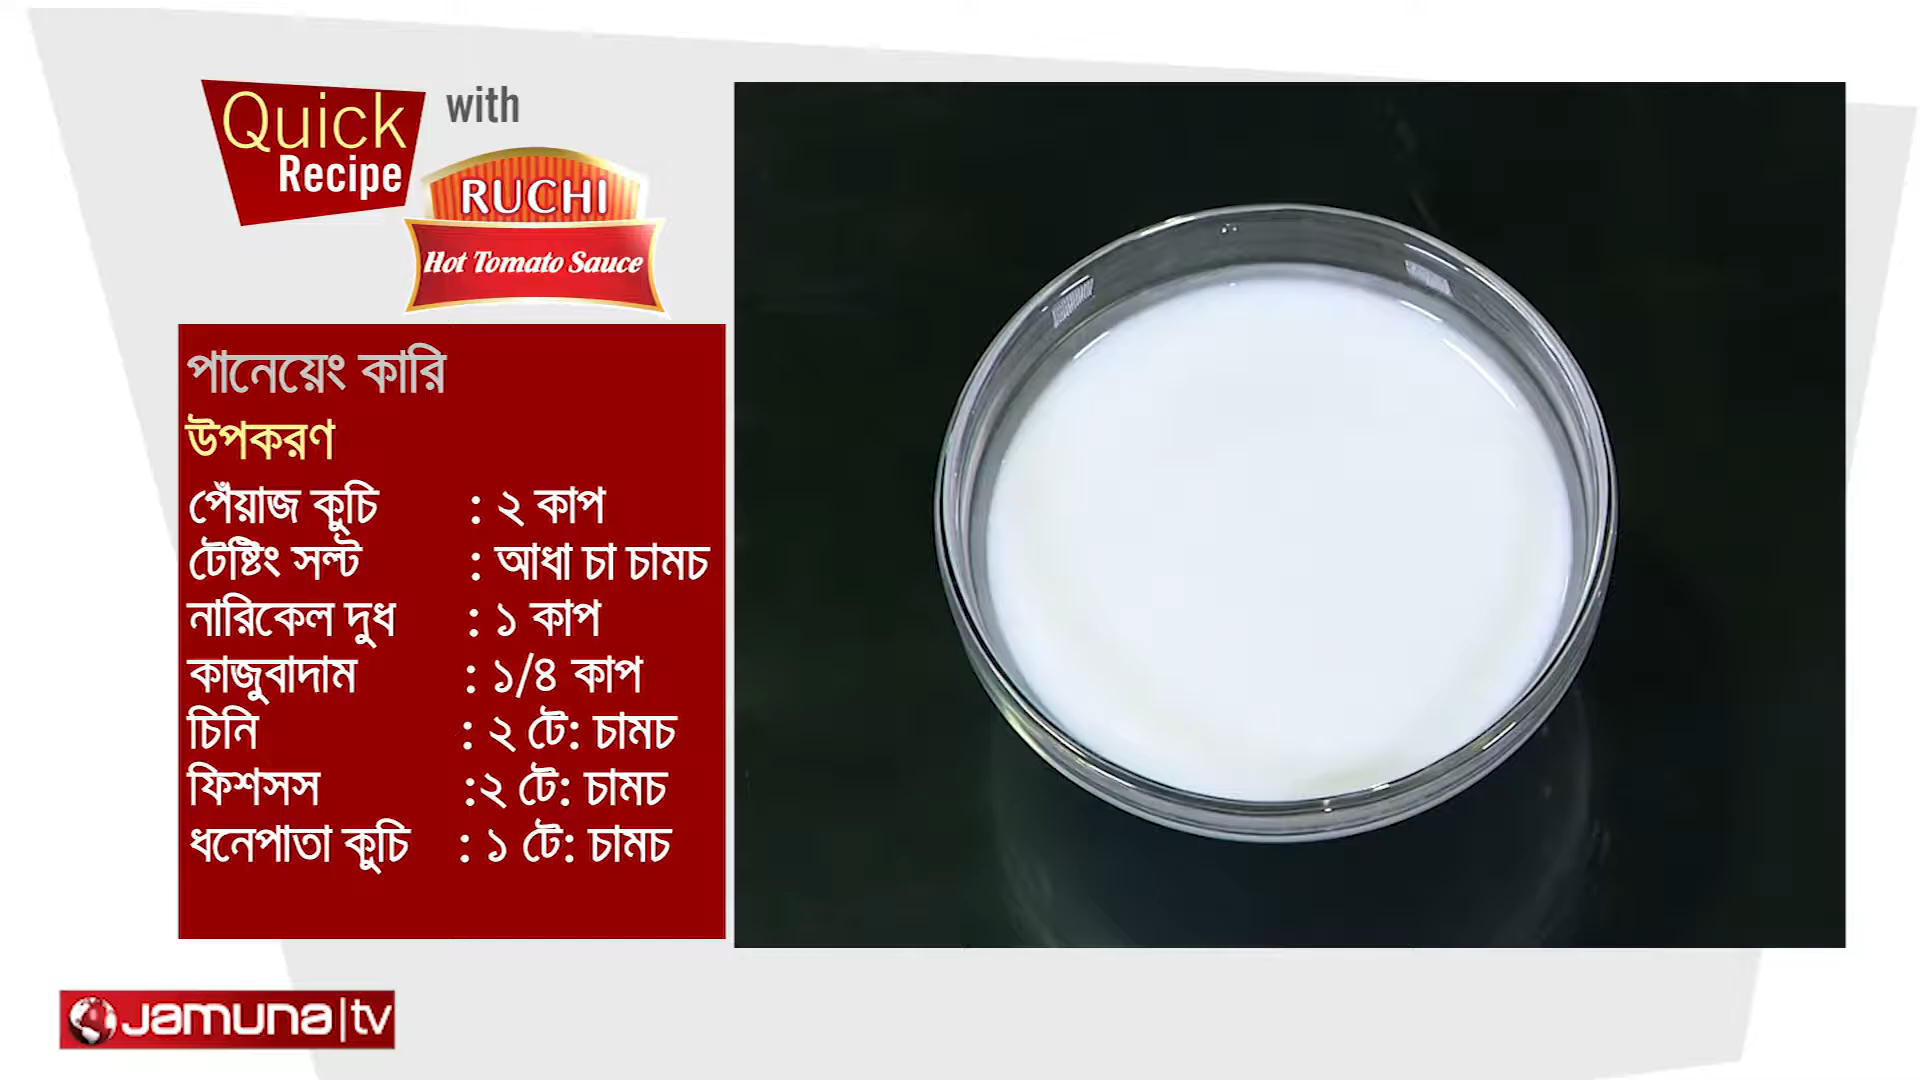 Quick
Recipe
with
RUCHI
Hot Tomato Sauce
পানেয়েং কারি
উপকরণ
পেঁয়াজ কুচি : ২ কাপ
টেষ্টিং সল্ট : আধা চা চামচ
নারিকেল দুধ : ১ কাপ
কাজুবাদাম : ১/৪ কাপ
চিনি : ২ টে: চামচ
ফিশসস :২ টে: চামচ
ধনেপাতা কুচি : ১ টে: চামচ
Jamuna|tv